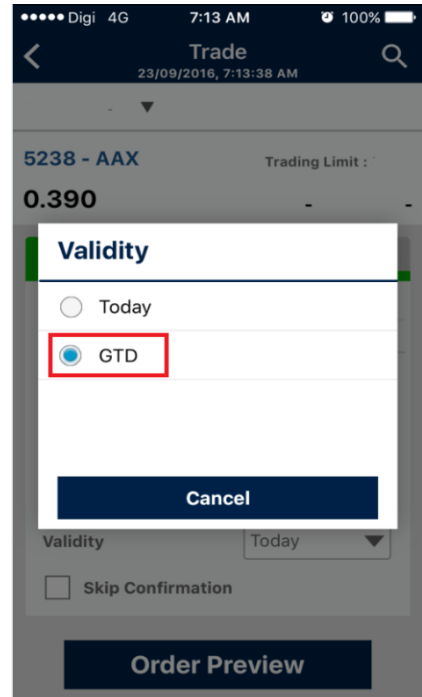 Digi 4G 7:13 AM 100%
Trade
23/09/2016, 7:13:38 AM
-
5238 - AAX Trading Limit :
0.390 - -
Validity
Today
GTD
Cancel
Validity Today
Skip Confirmation
Order Preview